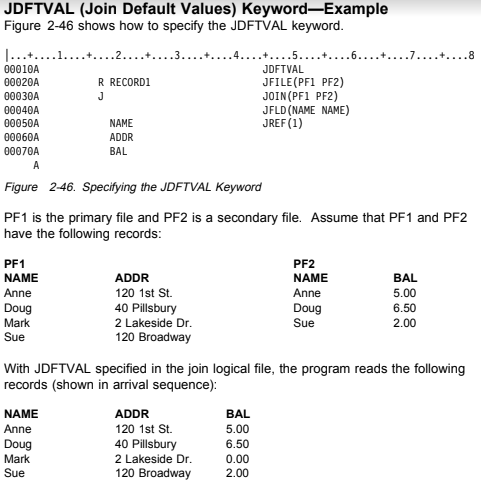 JDFTVAL (Join Default Values) Keyword—Example
Figure 2-46 shows how to specify the JDFTVAL keyword.
|...+....1....+....2....+....3....+....4....+....5....+....6....+....7....+....8
00010A                                      JDFTVAL
00020A          R RECORD1                   JFILE(PF1 PF2)
00030A          J                           JOIN(PF1 PF2)
00040A                                      JFLD(NAME NAME)
00050A            NAME                      JREF(1)
00060A            ADDR
00070A            BAL
     A
Figure 2-46. Specifying the JDFTVAL Keyword
PF1 is the primary file and PF2 is a secondary file. Assume that PF1 and PF2
have the following records:
PF1 PF2
NAME ADDR NAME BAL
Anne 120 1st St. Anne 5.00
Doug 40 Pillsbury Doug 6.50
Mark 2 Lakeside Dr. Sue 2.00
Sue 120 Broadway
With JDFTVAL specified in the join logical file, the program reads the following
records (shown in arrival sequence):
NAME ADDR BAL
Anne 120 1st St. 5.00
Doug 40 Pillsbury 6.50
Mark 2 Lakeside Dr. 0.00
Sue 120 Broadway 2.00